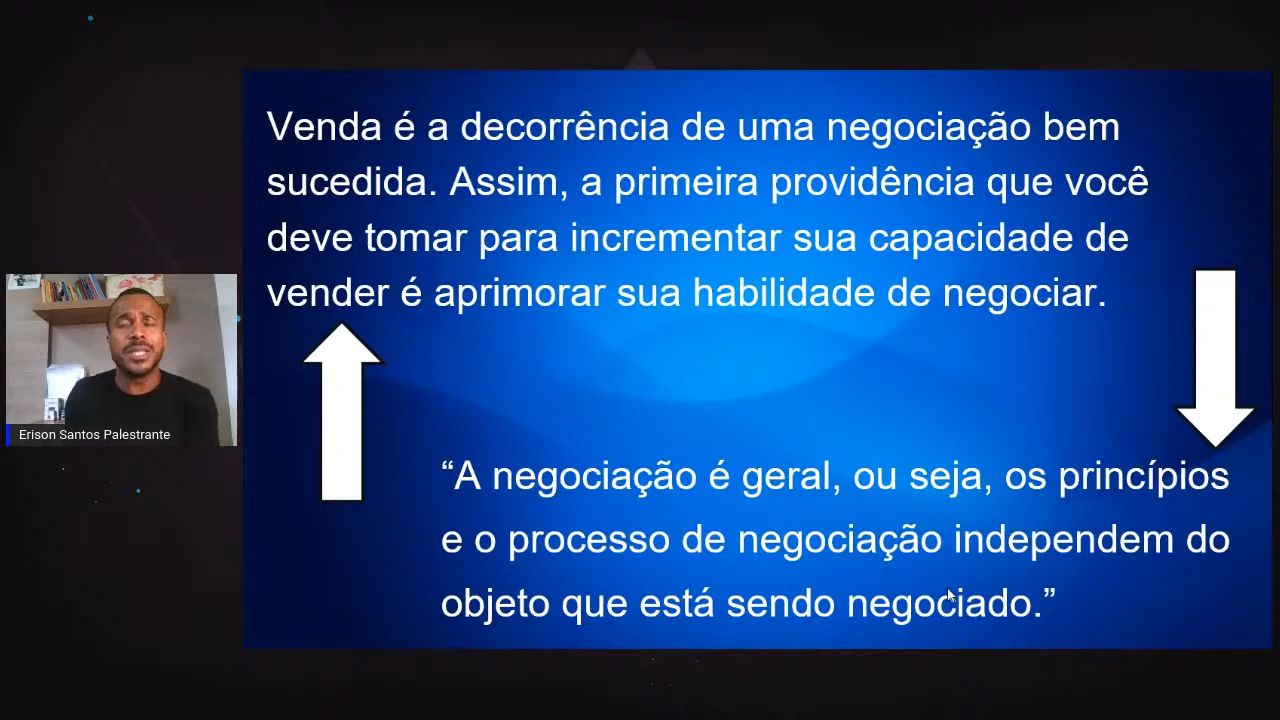 Venda é a decorrência de uma negociação bem
sucedida. Assim, a primeira providência que você
deve tomar para incrementar sua capacidade de
vender é aprimorar sua habilidade de negociar.
Erison Santos Palestrante
“A negociação é geral, ou seja, os princípios
e o processo de negociação independem do
objeto que está sendo negociado.”